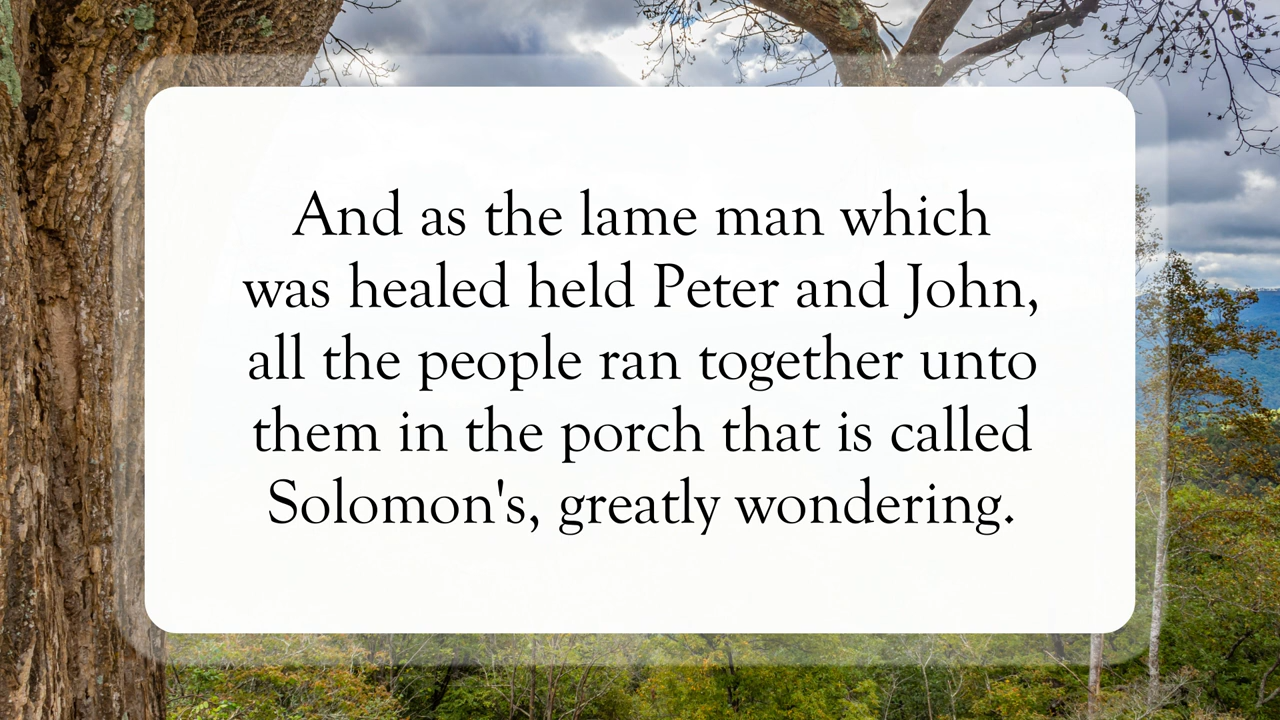 And as the lame man which
was healed held Peter and John,
all the people ran together unto
them in the porch that is called
Solomon's, greatly wondering.